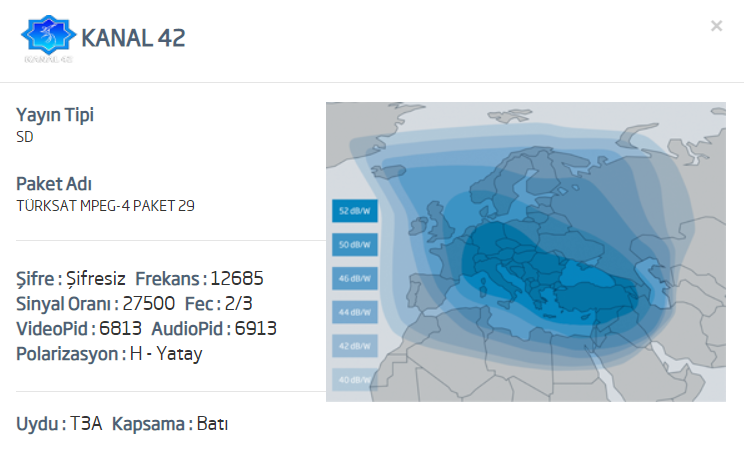 KANAL 42
KANAL 42
×
Yayın Tipi
SD
Paket Adı
TÜRKSAT MPEG-4 PAKET 29
Şifre : Şifresiz Frekans : 12685
Sinyal Oranı : 27500 Fec : 2/3
VideoPid : 6813 AudioPid : 6913
Polarizasyon : H - Yatay
Uydu : T3A Kapsama : Batı
52 dB/W
50 dB/W
46 dB/W
44 dB/W
42 dB/W
40 dB/W